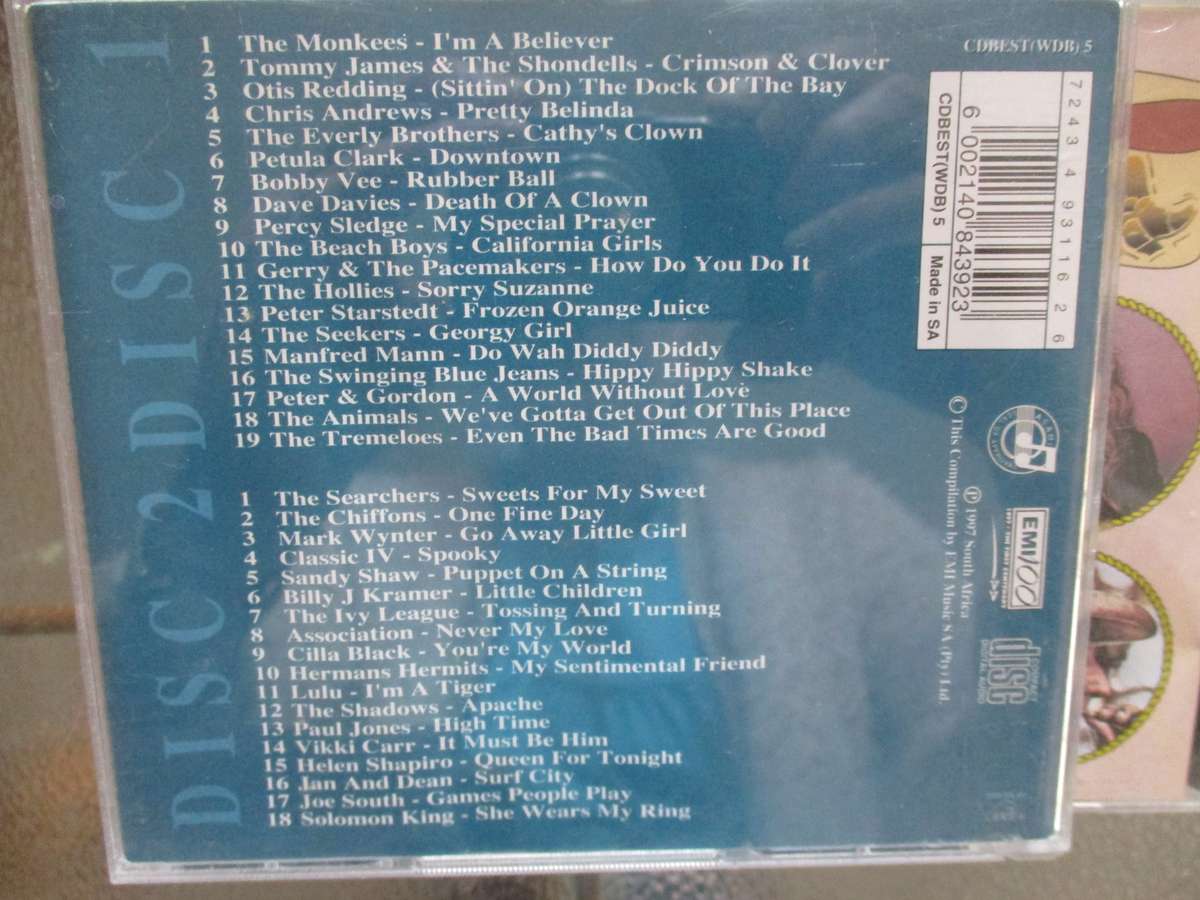 DISC 1
1 The Monkees - I'm A Believer
2 Tommy James & The Shondells - Crimson & Clover
3 Otis Redding - (Sittin' On) The Dock Of The Bay
4 Chris Andrews - Pretty Belinda
5 The Everly Brothers - Cathy's Clown
6 Petula Clark - Downtown
7 Bobby Vee - Rubber Ball
8 Dave Davies - Death Of A Clown
9 Percy Sledge - My Special Prayer
10 The Beach Boys - California Girls
11 Gerry & The Pacemakers - How Do You Do It
12 The Hollies - Sorry Suzanne
13 Peter Starstedt - Frozen Orange Juice
14 The Seekers - Georgy Girl
15 Manfred Mann - Do Wah Diddy Diddy
16 The Swinging Blue Jeans - Hippy Hippy Shake
17 Peter & Gordon - A World Without Love
18 The Animals - We've Gotta Get Out Of This Place
19 The Tremeloes - Even The Bad Times Are Good
DISC 2
1 The Searchers - Sweets For My Sweet
2 The Chiffons - One Fine Day
3 Mark Wynter - Go Away Little Girl
4 Classic IV - Spooky
5 Sandy Shaw - Puppet On A String
6 Billy J Kramer - Little Children
7 The Ivy League - Tossing And Turning
8 Association - Never My Love
9 Cilla Black - You're My World
10 Hermans Hermits - My Sentimental Friend
11 Lulu - I'm A Tiger
12 The Shadows - Apache
13 Paul Jones - High Time
14 Vikki Carr - It Must Be Him
15 Helen Shapiro - Queen For Tonight
16 Jan And Dean - Surf City
17 Joe South - Games People Play
18 Solomon King - She Wears My Ring
CDBEST(WDB) 5
7243 4 93116 2 6
6 002140 843923
CDBEST(WDB) 5 Made in SA
EMI 100
℗ 1997 South Africa
© This Compilation by EMI Music SA (Pty) Ltd.
COMPACT
disc
DIGITAL AUDIO